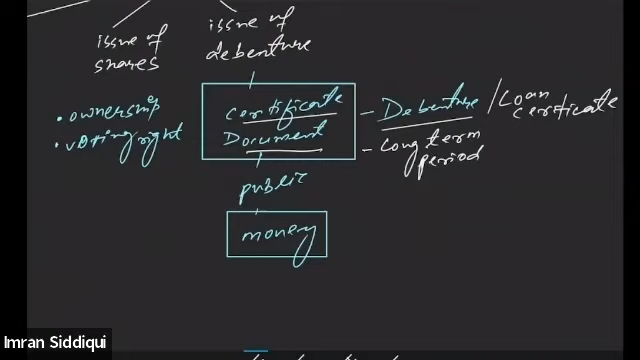 issue of
shares
issue of
debenture
• ownership
• voting right
certificate
Document
- Debenture / Loan
certificate
- Long term
period
public
money
Imran Siddiqui